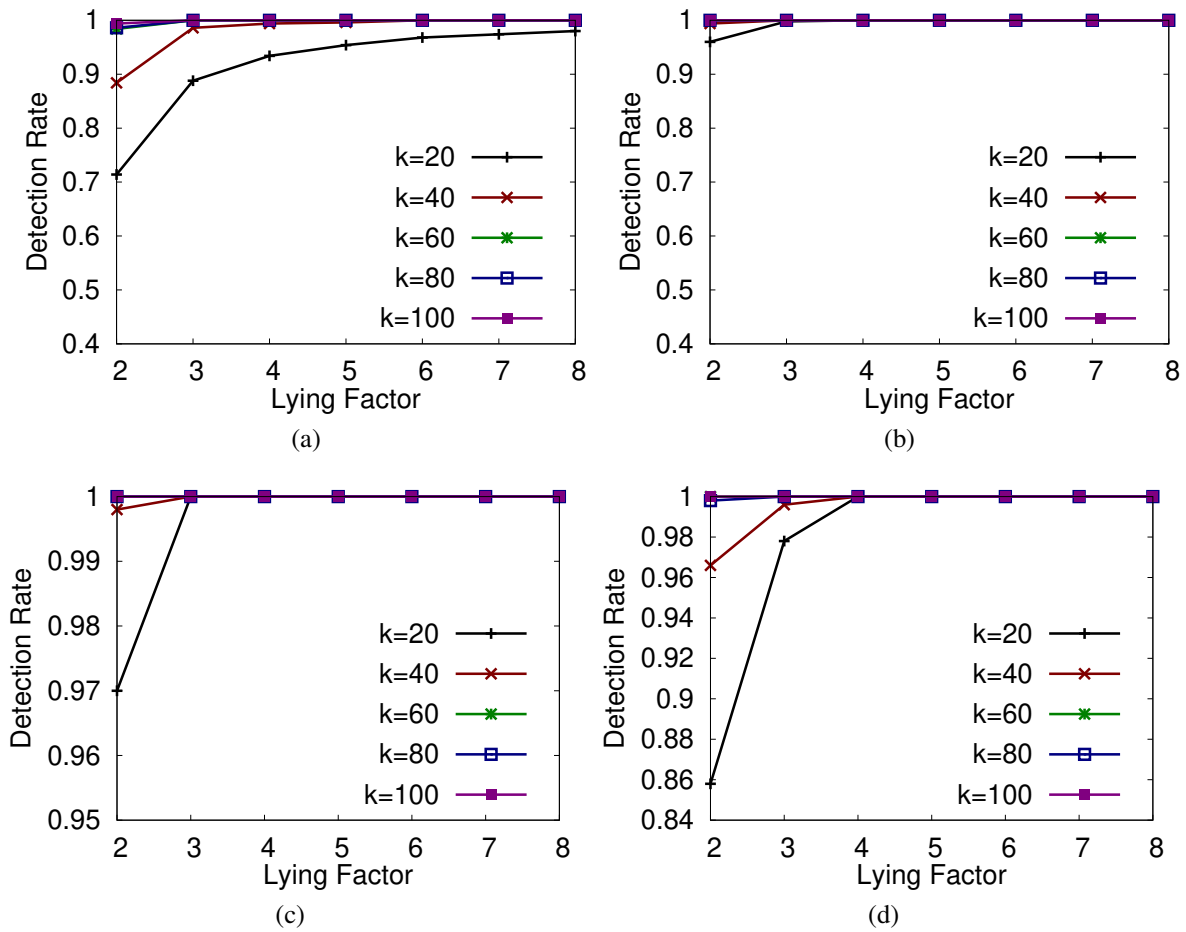 1
0.9
0.8
0.7
0.6
0.5
0.4
Detection Rate
k=20
k=40
k=60
k=80
k=100
2 3 4 5 6 7 8
Lying Factor
(a)
1
0.9
0.8
0.7
0.6
0.5
0.4
Detection Rate
k=20
k=40
k=60
k=80
k=100
2 3 4 5 6 7 8
Lying Factor
(b)
1
0.99
0.98
0.97
0.96
0.95
Detection Rate
k=20
k=40
k=60
k=80
k=100
2 3 4 5 6 7 8
Lying Factor
(c)
1
0.98
0.96
0.94
0.92
0.9
0.88
0.86
0.84
Detection Rate
k=20
k=40
k=60
k=80
k=100
2 3 4 5 6 7 8
Lying Factor
(d)